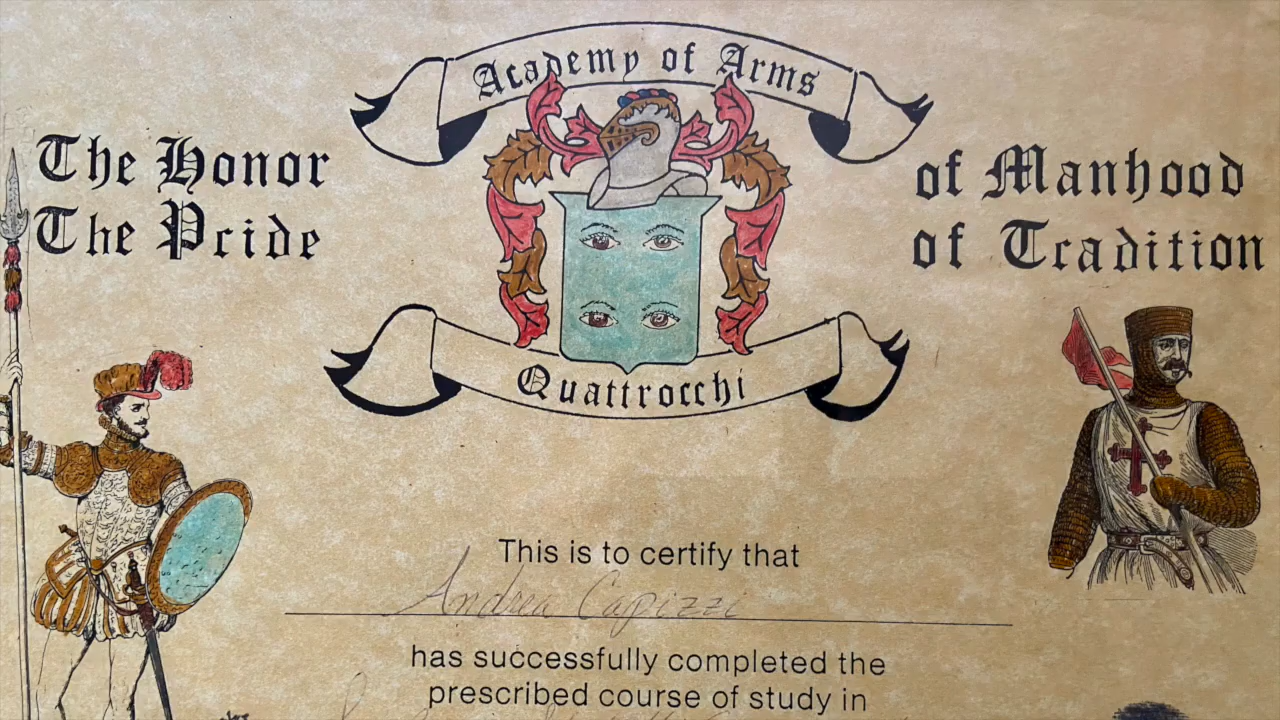 Academy of Arms
The Honor of Manhood
The Pride of Tradition
Quattrocchi
This is to certify that
Andrea Capizzi
has successfully completed the
prescribed course of study in